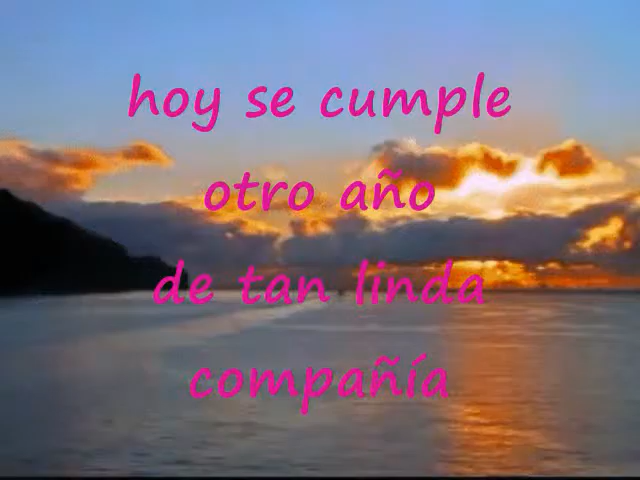 hoy se cumple
otro año
de tan linda
compañía